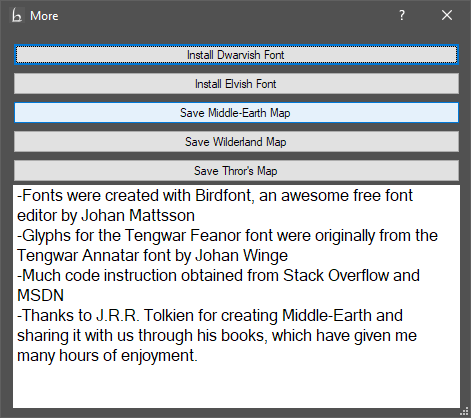 More
?
Install Dwarvish Font
Install Elvish Font
Save Middle-Earth Map
Save Wilderland Map
Save Thror's Map
-Fonts were created with Birdfont, an awesome free font
editor by Johan Mattsson
-Glyphs for the Tengwar Feanor font were originally from the
Tengwar Annatar font by Johan Winge
-Much code instruction obtained from Stack Overflow and
MSDN
-Thanks to J.R.R. Tolkien for creating Middle-Earth and
sharing it with us through his books, which have given me
many hours of enjoyment.